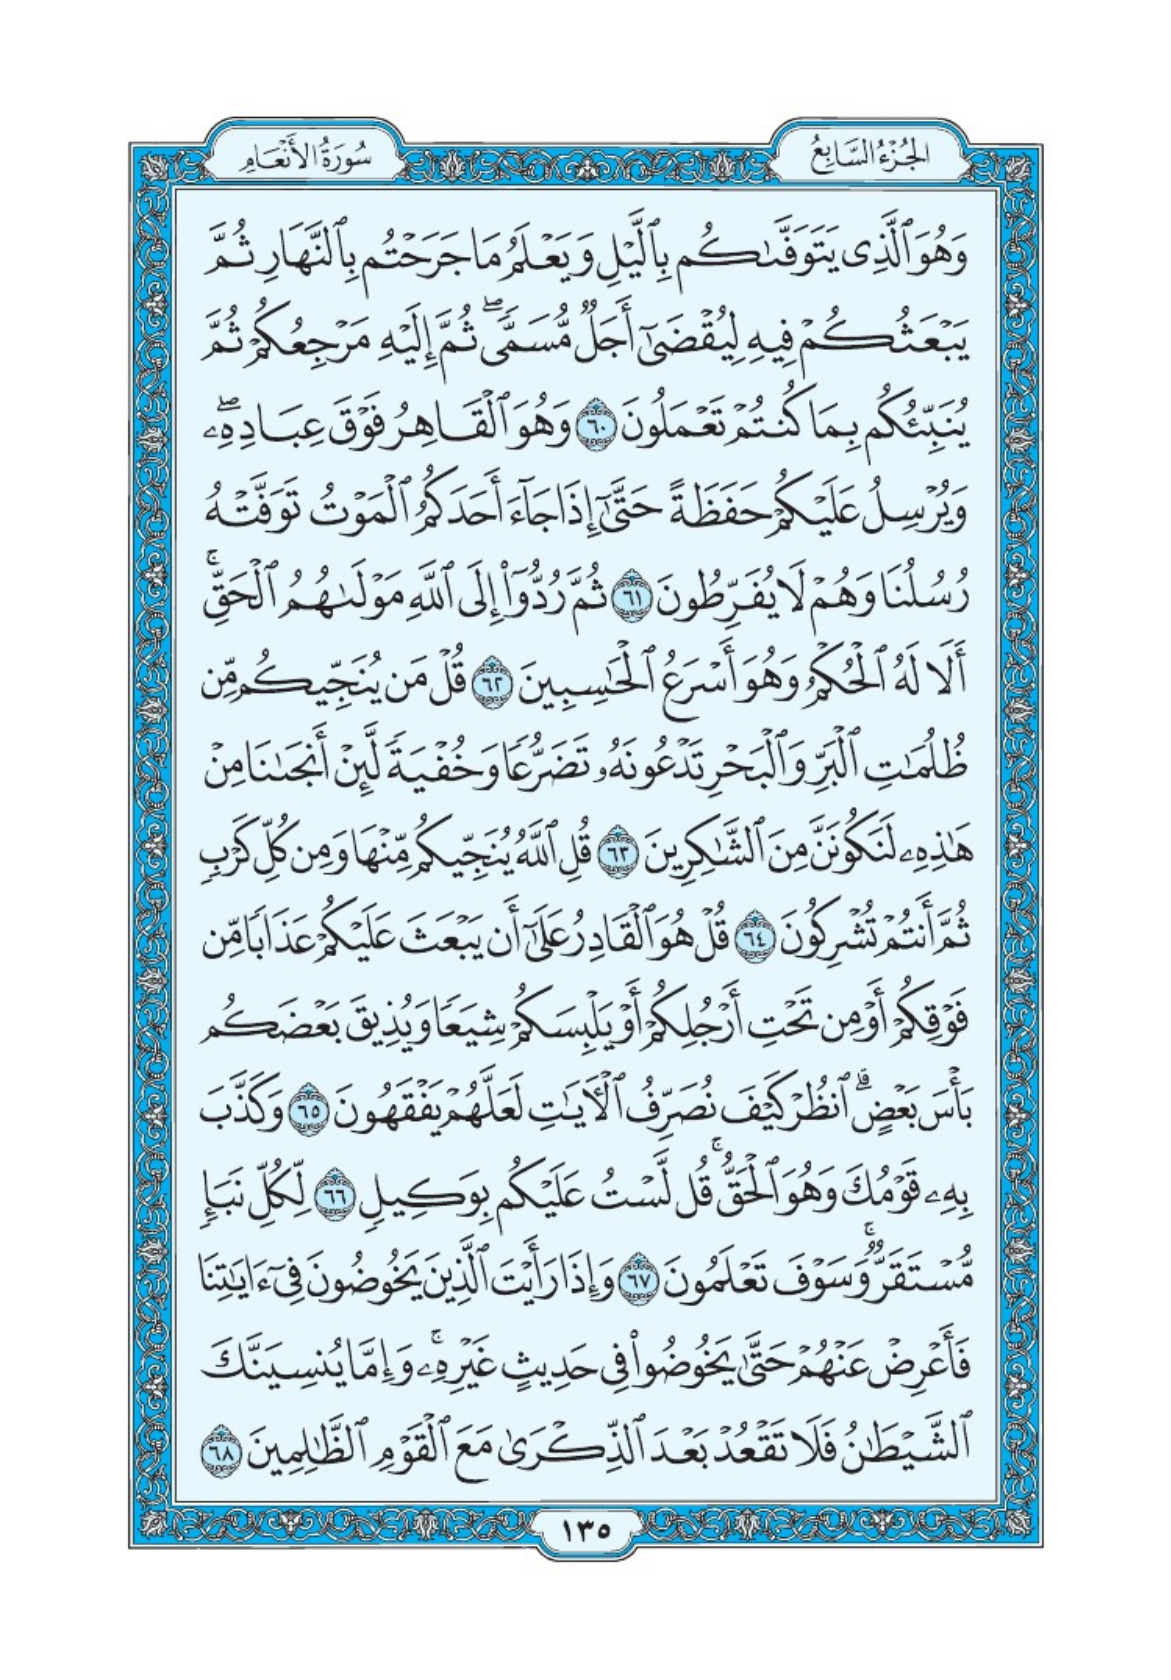 الجُزْءُ السَّابِعُ
سُورَةُ الأَنْعَامِ
وَهُوَ ٱلَّذِى يَتَوَفَّىٰكُم بِٱلَّيْلِ وَيَعْلَمُ مَا جَرَحْتُم بِٱلنَّهَارِ ثُمَّ
يَبْعَثُكُمْ فِيهِ لِيُقْضَىٰٓ أَجَلٌ مُّسَمًّى ۖ ثُمَّ إِلَيْهِ مَرْجِعُكُمْ ثُمَّ
يُنَبِّئُكُم بِمَا كُنتُمْ تَعْمَلُونَ ٦٠ وَهُوَ ٱلْقَاهِرُ فَوْقَ عِبَادِهِۦ ۖ
وَيُرْسِلُ عَلَيْكُمْ حَفَظَةً حَتَّىٰٓ إِذَا جَآءَ أَحَدَكُمُ ٱلْمَوْتُ تَوَفَّتْهُ
رُسُلُنَا وَهُمْ لَا يُفَرِّطُونَ ٦١ ثُمَّ رُدُّوٓا۟ إِلَى ٱللَّهِ مَوْلَىٰهُمُ ٱلْحَقِّ ۚ
أَلَا لَهُ ٱلْحُكْمُ وَهُوَ أَسْرَعُ ٱلْحَـٰسِبِينَ ٦٢ قُلْ مَن يُنَجِّيكُم مِّن
ظُلُمَـٰتِ ٱلْبَرِّ وَٱلْبَحْرِ تَدْعُونَهُۥ تَضَرُّعًا وَخُفْيَةً لَّئِنْ أَنجَىٰنَا مِنْ
هَـٰذِهِۦ لَنَكُونَنَّ مِنَ ٱلشَّـٰكِرِينَ ٦٣ قُلِ ٱللَّهُ يُنَجِّيكُم مِّنْهَا وَمِن كُلِّ كَرْبٍ
ثُمَّ أَنتُمْ تُشْرِكُونَ ٦٤ قُلْ هُوَ ٱلْقَادِرُ عَلَىٰٓ أَن يَبْعَثَ عَلَيْكُمْ عَذَابًا مِّن
فَوْقِكُمْ أَوْ مِن تَحْتِ أَرْجُلِكُمْ أَوْ يَلْبِسَكُمْ شِيَعًا وَيُذِيقَ بَعْضَكُم
بَأْسَ بَعْضٍ ۗ ٱنظُرْ كَيْفَ نُصَرِّفُ ٱلْـَٔايَـٰتِ لَعَلَّهُمْ يَفْقَهُونَ ٦٥ وَكَذَّبَ
بِهِۦ قَوْمُكَ وَهُوَ ٱلْحَقُّ ۚ قُل لَّسْتُ عَلَيْكُم بِوَكِيلٍ ٦٦ لِّكُلِّ نَبَإٍ
مُّسْتَقَرٌّ ۚ وَسَوْفَ تَعْلَمُونَ ٦٧ وَإِذَا رَأَيْتَ ٱلَّذِينَ يَخُوضُونَ فِىٓ ءَايَـٰتِنَا
فَأَعْرِضْ عَنْهُمْ حَتَّىٰ يَخُوضُوا۟ فِى حَدِيثٍ غَيْرِهِۦ ۚ وَإِمَّا يُنسِيَنَّكَ
ٱلشَّيْطَـٰنُ فَلَا تَقْعُدْ بَعْدَ ٱلذِّكْرَىٰ مَعَ ٱلْقَوْمِ ٱلظَّـٰلِمِينَ ٦٨
١٣٥